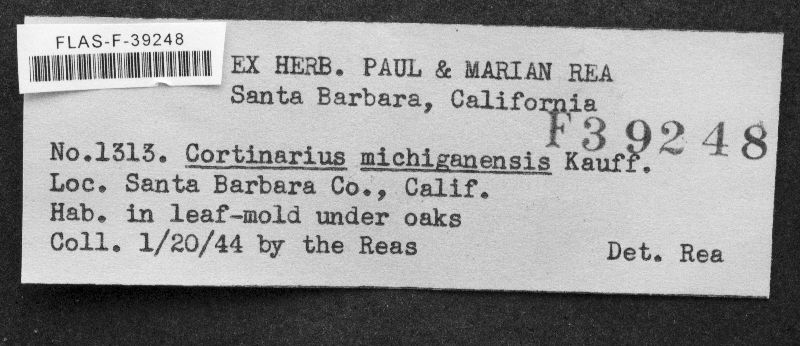 FLAS-F-39248
EX HERB. PAUL & MARIAN REA
Santa Barbara, California
F39248
No.1313. Cortinarius michiganensis Kauff.
Loc. Santa Barbara Co., Calif.
Hab. in leaf-mold under oaks
Coll. 1/20/44 by the Reas Det. Rea